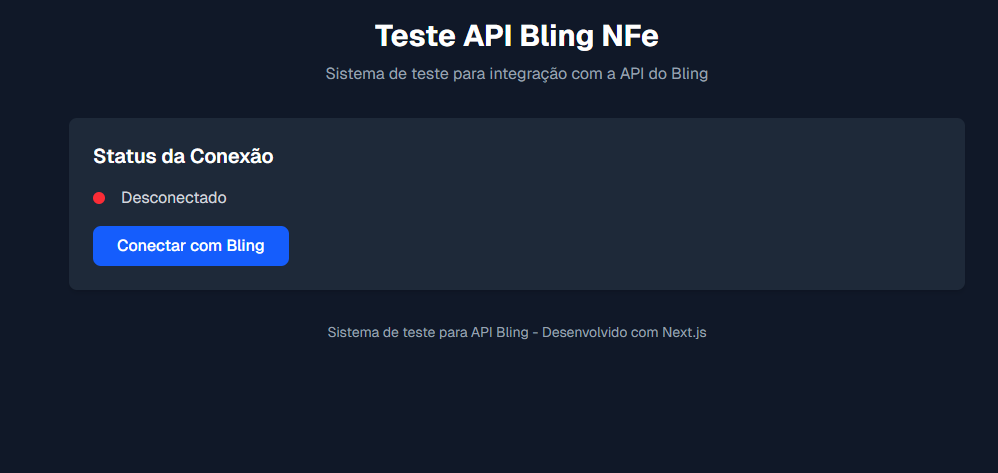 Teste API Bling NFe
Sistema de teste para integração com a API do Bling
Status da Conexão
Desconectado
Conectar com Bling
Sistema de teste para API Bling - Desenvolvido com Next.js